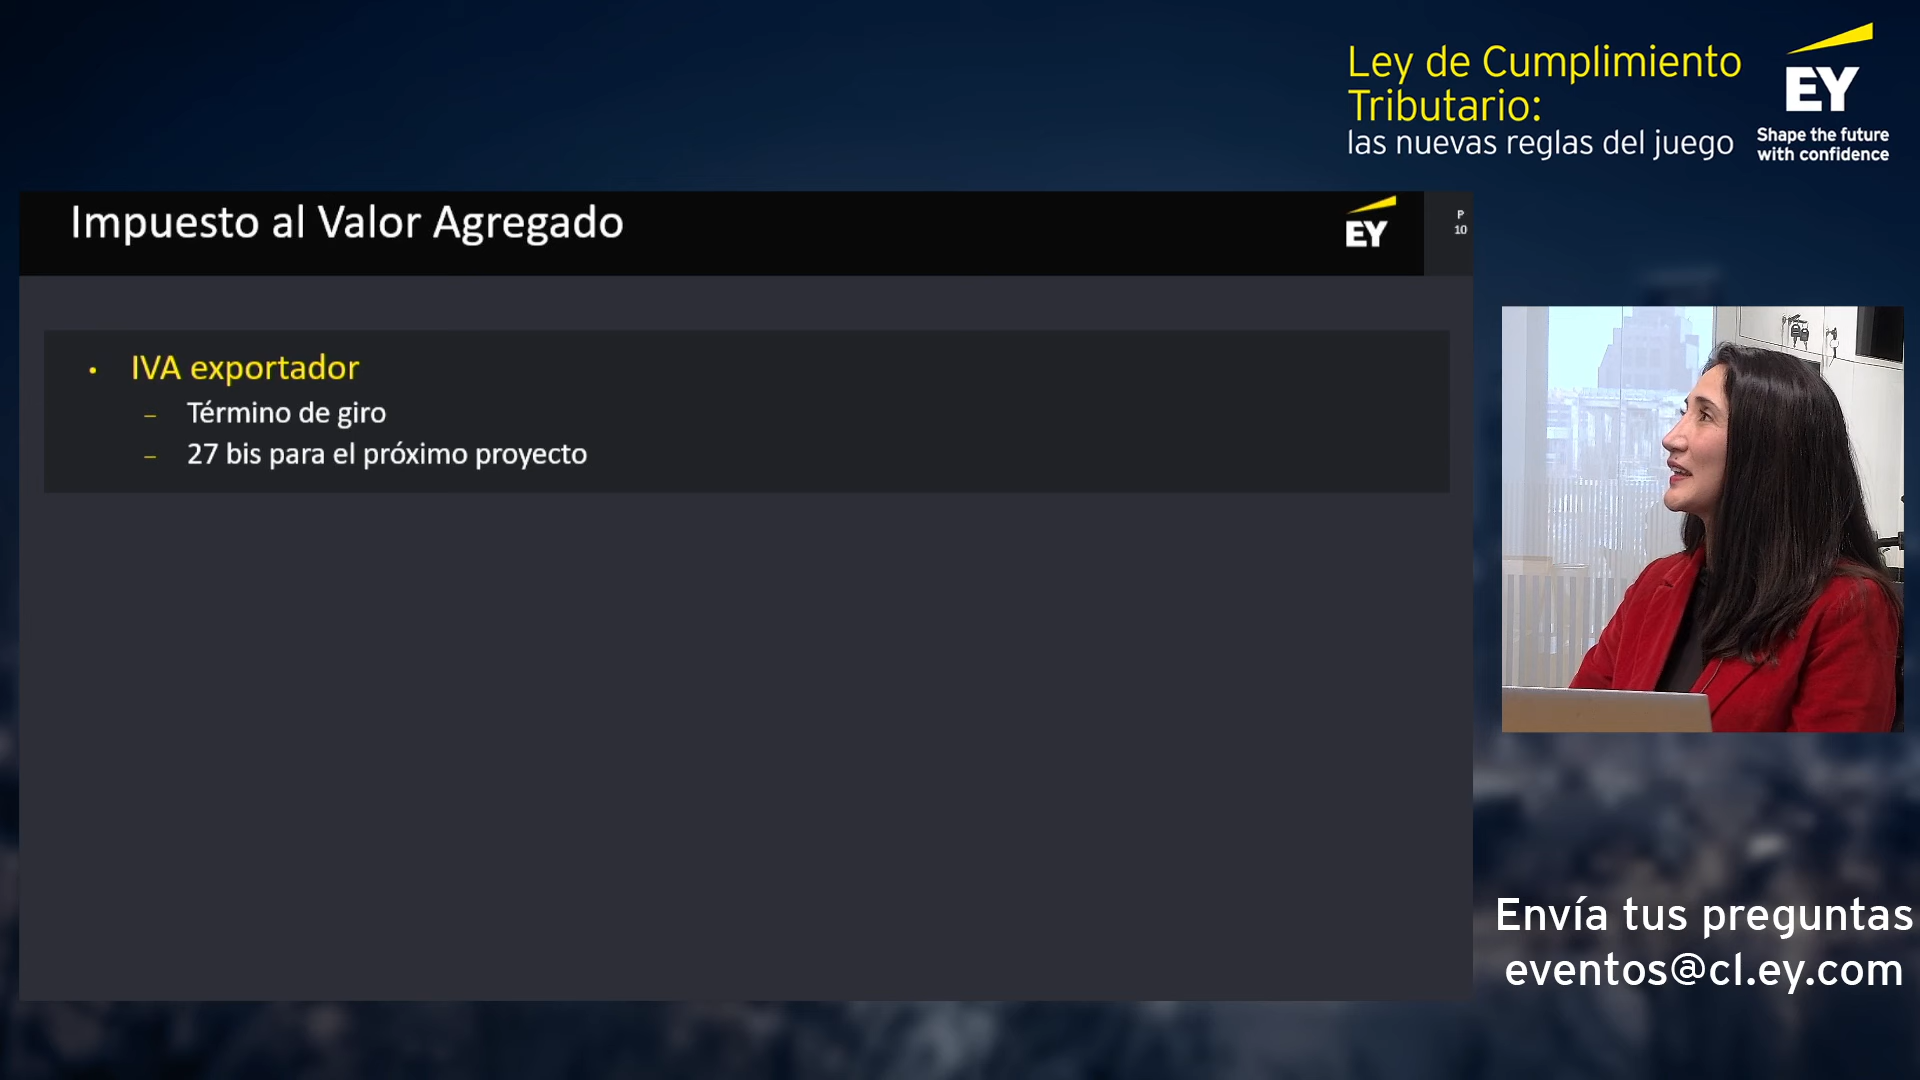 Ley de Cumplimiento
Tributario:
las nuevas reglas del juego
EY
Shape the future
with confidence
Impuesto al Valor Agregado
EY
P
10
• IVA exportador
– Término de giro
– 27 bis para el próximo proyecto
Envía tus preguntas
eventos@cl.ey.com